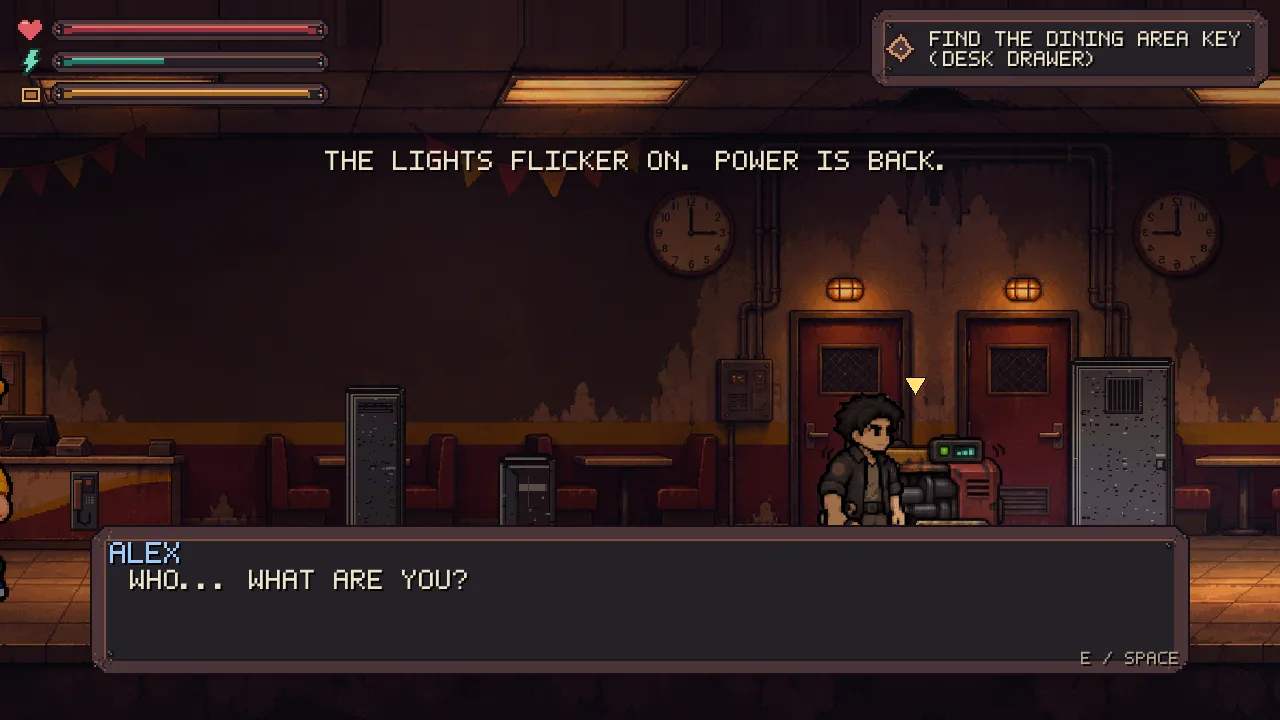 FIND THE DINING AREA KEY
(DESK DRAWER)
THE LIGHTS FLICKER ON. POWER IS BACK.
ALEX
WHO... WHAT ARE YOU?
E / SPACE